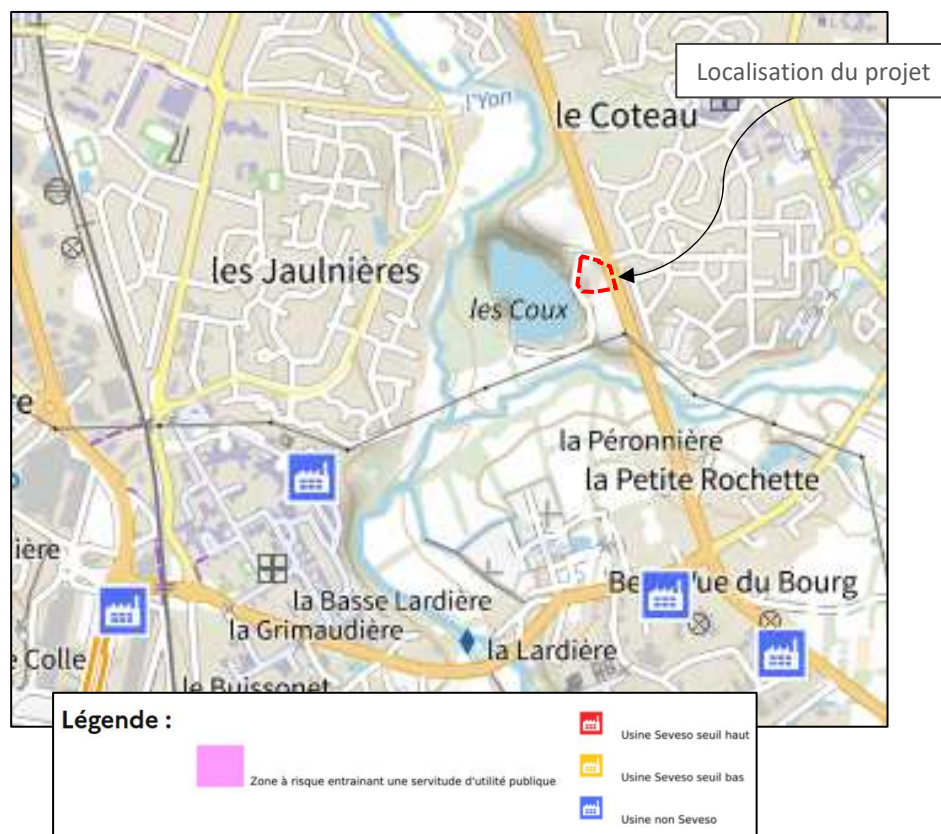 Localisation du projet
l'Yon
le Coteau
les Jaulnières
les Coux
la Péronnière
la Petite Rochette
ière
la Basse Lardière
la Grimaudière
la Lardière
Colle
le Buissonet
du Bourg
Légende :
Usine Seveso seuil haut
Zone à risque entrainant une servitude d'utilité publique
Usine Seveso seuil bas
Usine non Seveso